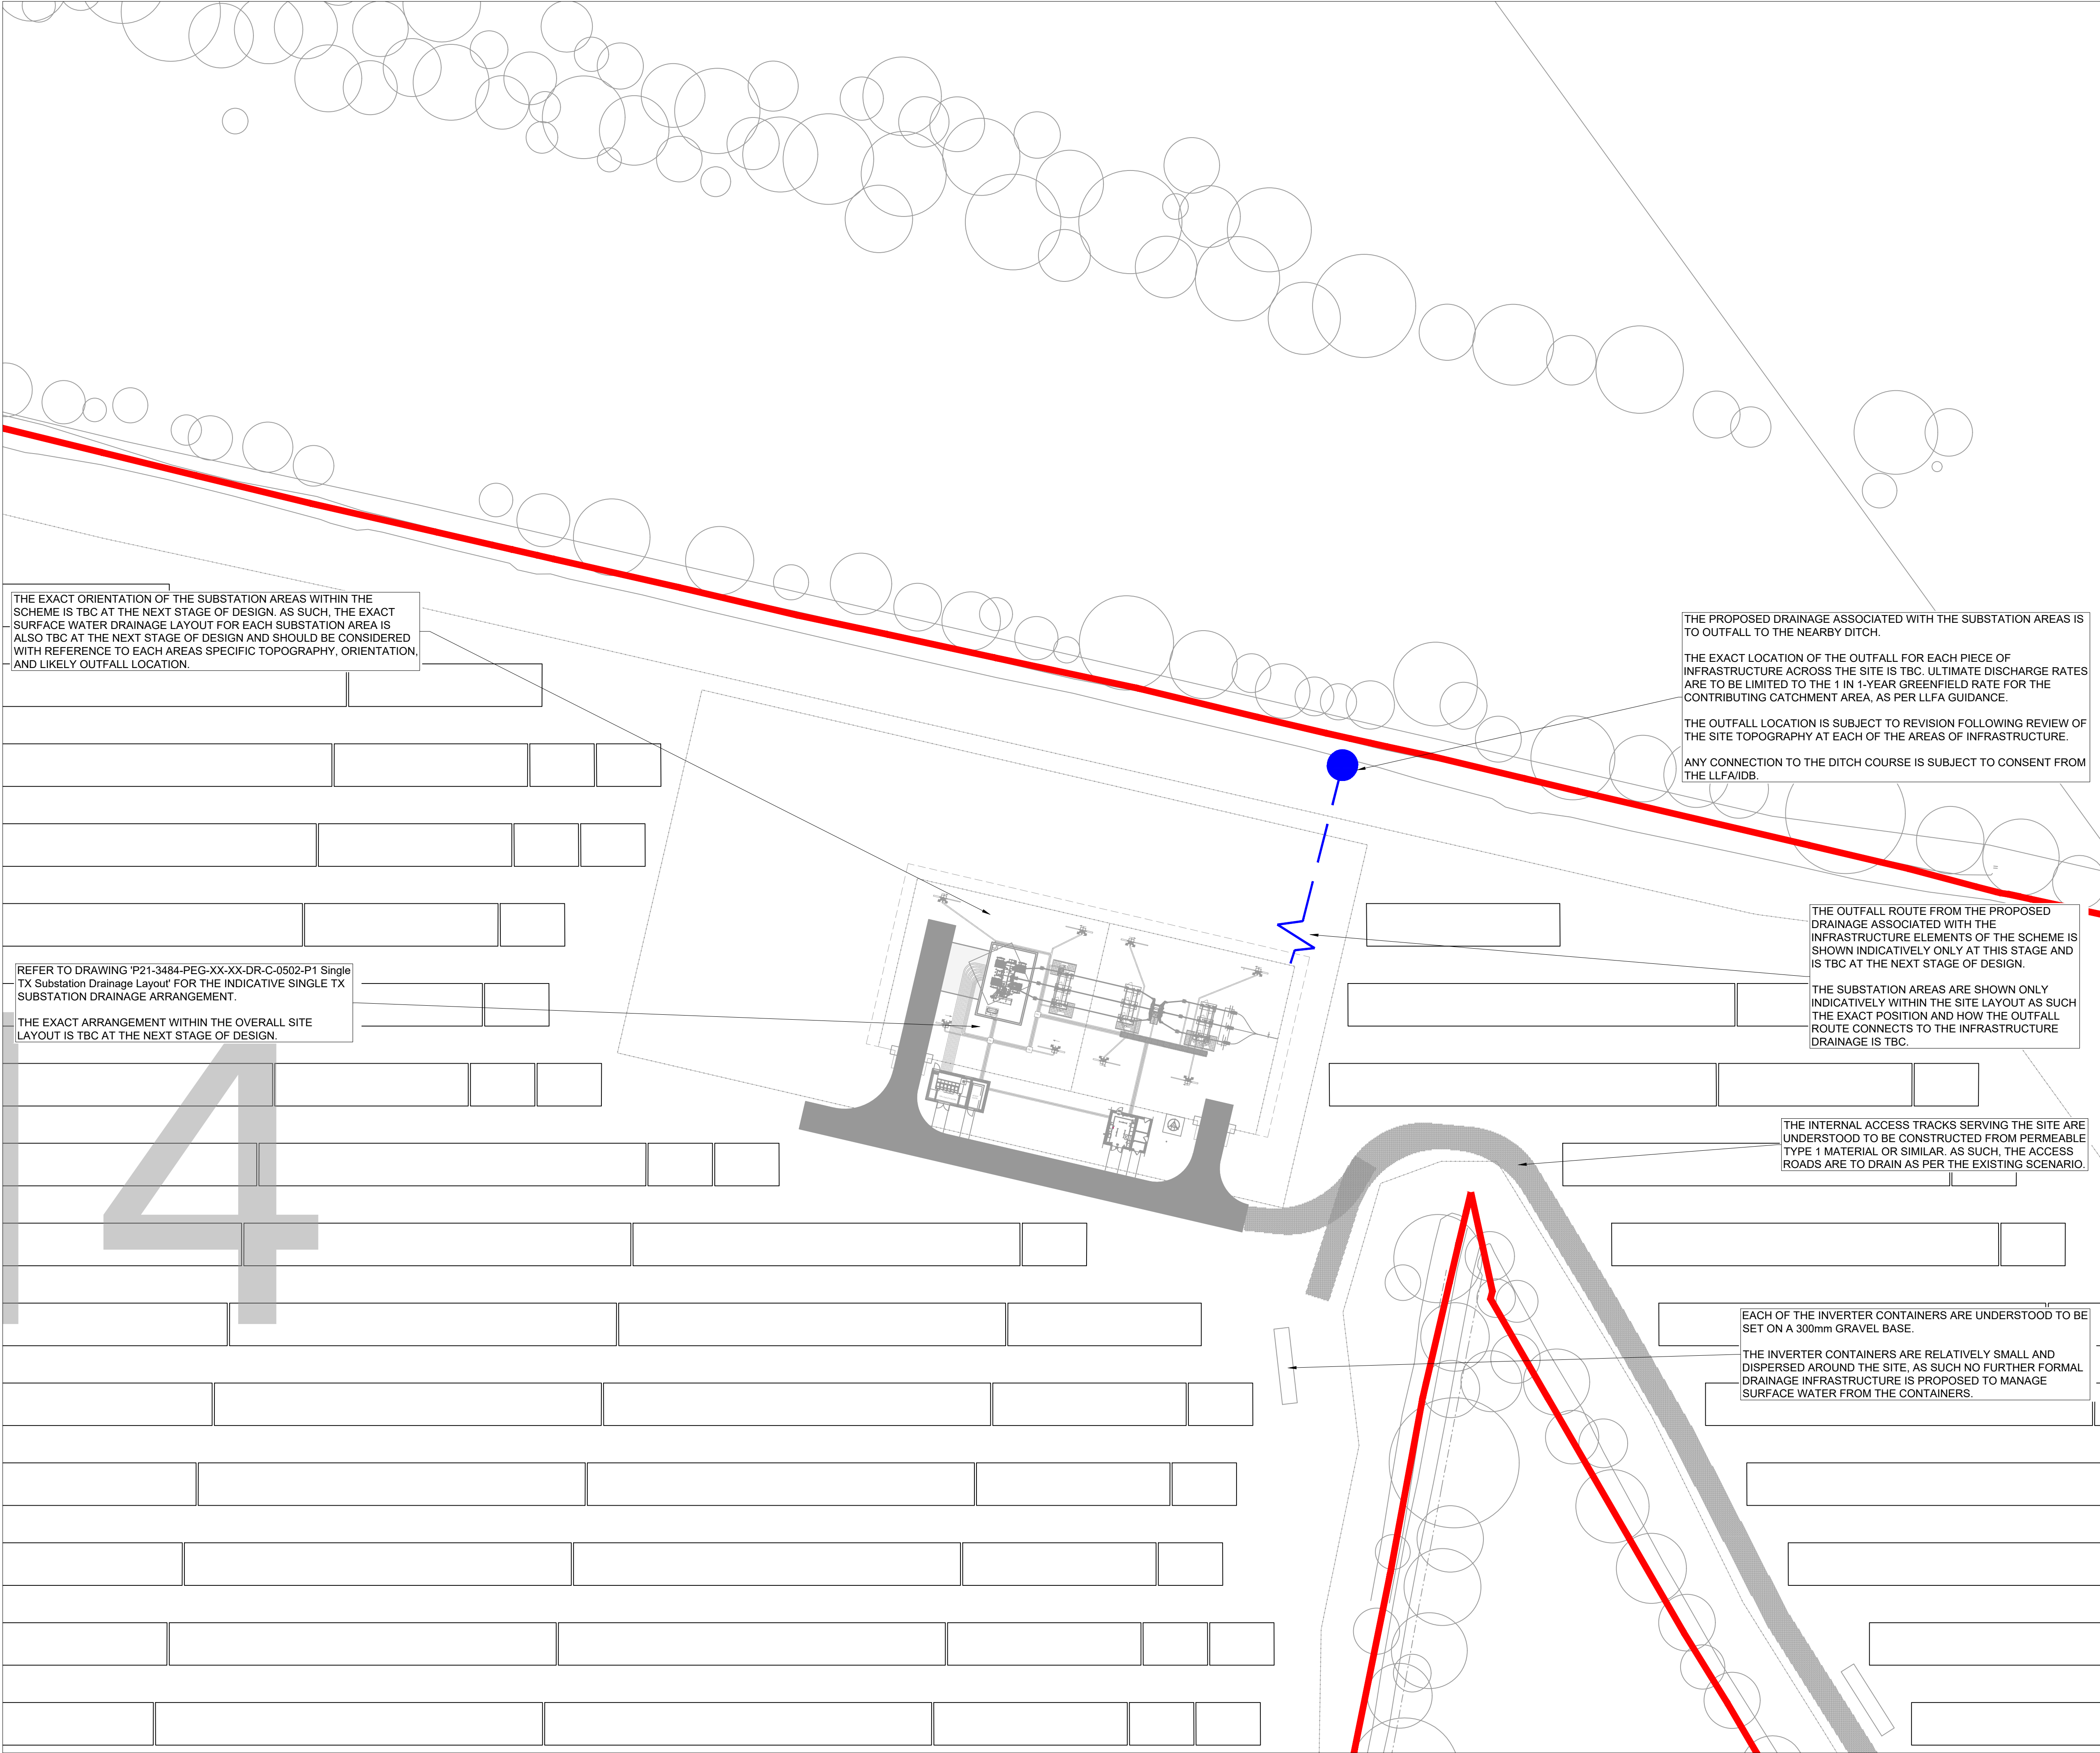 THE EXACT ORIENTATION OF THE SUBSTATION AREAS WITHIN THE
SCHEME IS TBC AT THE NEXT STAGE OF DESIGN. AS SUCH, THE EXACT
SURFACE WATER DRAINAGE LAYOUT FOR EACH SUBSTATION AREA IS
ALSO TBC AT THE NEXT STAGE OF DESIGN AND SHOULD BE CONSIDERED
WITH REFERENCE TO EACH AREAS SPECIFIC TOPOGRAPHY, ORIENTATION,
AND LIKELY OUTFALL LOCATION.
THE PROPOSED DRAINAGE ASSOCIATED WITH THE SUBSTATION AREAS IS
TO OUTFALL TO THE NEARBY DITCH.
THE EXACT LOCATION OF THE OUTFALL FOR EACH PIECE OF
INFRASTRUCTURE ACROSS THE SITE IS TBC. ULTIMATE DISCHARGE RATES
ARE TO BE LIMITED TO THE 1 IN 1-YEAR GREENFIELD RATE FOR THE
CONTRIBUTING CATCHMENT AREA, AS PER LLFA GUIDANCE.
THE OUTFALL LOCATION IS SUBJECT TO REVISION FOLLOWING REVIEW OF
THE SITE TOPOGRAPHY AT EACH OF THE AREAS OF INFRASTRUCTURE.
ANY CONNECTION TO THE DITCH COURSE IS SUBJECT TO CONSENT FROM
THE LLFA/IDB.
REFER TO DRAWING 'P21-3484-PEG-XX-XX-DR-C-0502-P1 Single
TX Substation Drainage Layout' FOR THE INDICATIVE SINGLE TX
SUBSTATION DRAINAGE ARRANGEMENT.
THE EXACT ARRANGEMENT WITHIN THE OVERALL SITE
LAYOUT IS TBC AT THE NEXT STAGE OF DESIGN.
4
THE OUTFALL ROUTE FROM THE PROPOSED
DRAINAGE ASSOCIATED WITH THE
INFRASTRUCTURE ELEMENTS OF THE SCHEME IS
SHOWN INDICATIVELY ONLY AT THIS STAGE AND
IS TBC AT THE NEXT STAGE OF DESIGN.
THE SUBSTATION AREAS ARE SHOWN ONLY
INDICATIVELY WITHIN THE SITE LAYOUT AS SUCH
THE EXACT POSITION AND HOW THE OUTFALL
ROUTE CONNECTS TO THE INFRASTRUCTURE
DRAINAGE IS TBC.
THE INTERNAL ACCESS TRACKS SERVING THE SITE ARE
UNDERSTOOD TO BE CONSTRUCTED FROM PERMEABLE
TYPE 1 MATERIAL OR SIMILAR. AS SUCH, THE ACCESS
ROADS ARE TO DRAIN AS PER THE EXISTING SCENARIO.
EACH OF THE INVERTER CONTAINERS ARE UNDERSTOOD TO BE
SET ON A 300mm GRAVEL BASE.
THE INVERTER CONTAINERS ARE RELATIVELY SMALL AND
DISPERSED AROUND THE SITE, AS SUCH NO FURTHER FORMAL
DRAINAGE INFRASTRUCTURE IS PROPOSED TO MANAGE
SURFACE WATER FROM THE CONTAINERS.